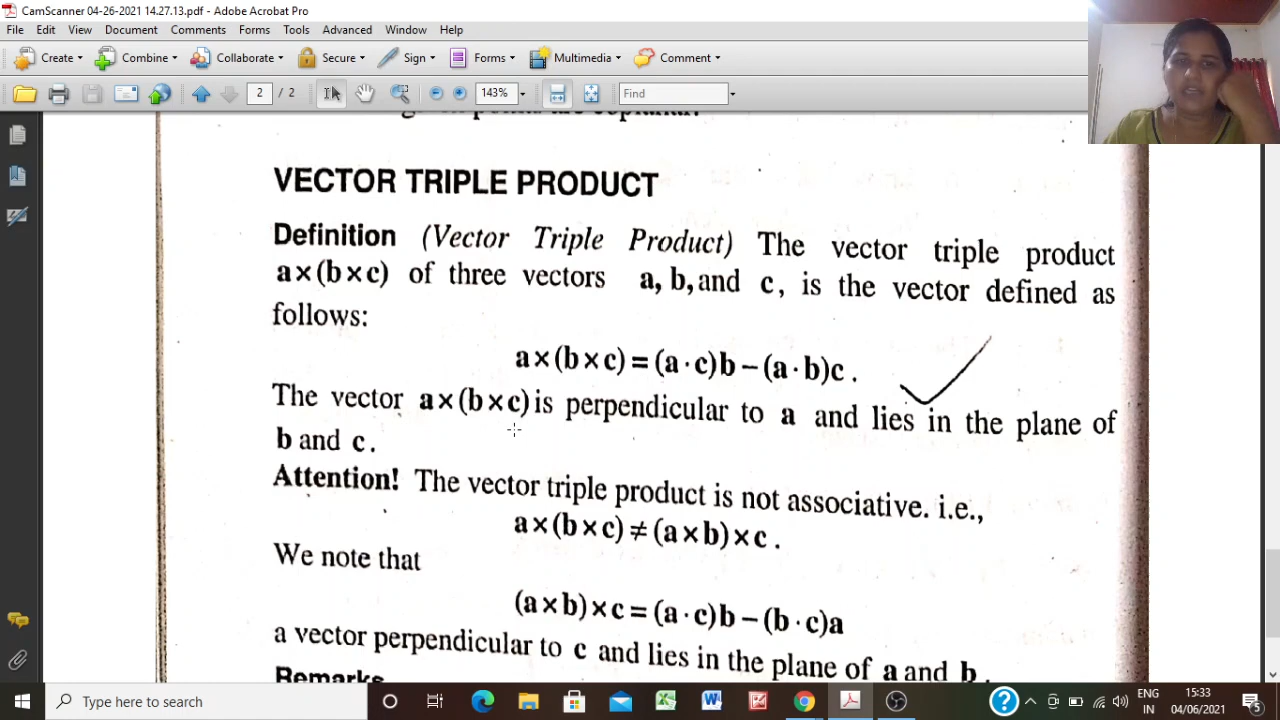 CamScanner 04-26-2021 14.27.13.pdf - Adobe Acrobat Pro
File Edit View Document Comments Forms Tools Advanced Window Help
Create Combine Collaborate Secure Sign Forms Multimedia Comment
2 / 2 143% Find
VECTOR TRIPLE PRODUCT
Definition (Vector Triple Product) The vector triple product
a×(b×c) of three vectors a, b, and c, is the vector defined as
follows:
a×(b×c)=(a·c)b−(a·b)c.
The vector a×(b×c) is perpendicular to a and lies in the plane of
b and c.
Attention! The vector triple product is not associative. i.e.,
a×(b×c)≠(a×b)×c.
We note that
(a×b)×c=(a·c)b−(b·c)a
a vector perpendicular to c and lies in the plane of a and b.
Remarks
Type here to search
ENG
IN
15:33
04/06/2021
5